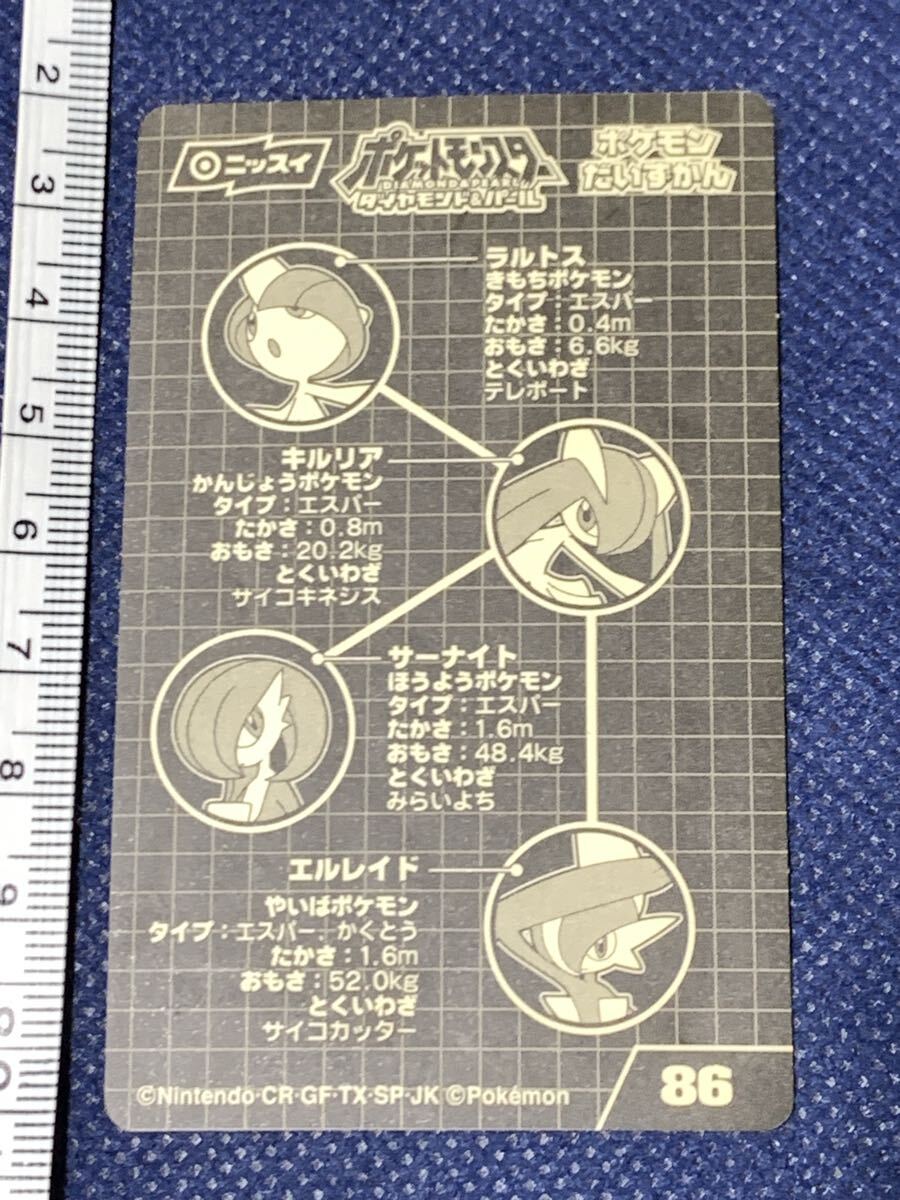 ニッスイ
ポケットモンスター
DIAMOND&PEARL
ダイヤモンド&パール
ポケモン
だいずかん
ラルトス
きもちポケモン
タイプ:エスパー
たかさ:0.4m
おもさ:6.6kg
とくいわざ
テレポート
キルリア
かんじょうポケモン
タイプ:エスパー
たかさ:0.8m
おもさ:20.2kg
とくいわざ
サイコキネシス
サーナイト
ほうようポケモン
タイプ:エスパー
たかさ:1.6m
おもさ:48.4kg
とくいわざ
みらいよち
エルレイド
やいばポケモン
タイプ:エスパー、かくとう
たかさ:1.6m
おもさ:52.0kg
とくいわざ
サイコカッター
©Nintendo·CR·GF·TX·SP·JK ©Pokémon
86
2
3
4
5
6
7
8
9